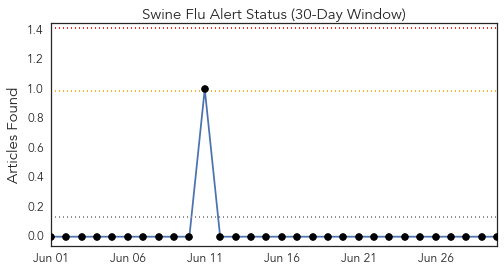 Swine Flu Alert Status (30-Day Window)
Articles Found
1.4
1.2
1.0
0.8
0.6
0.4
0.2
0.0
Jun 01 Jun 06 Jun 11 Jun 16 Jun 21 Jun 26